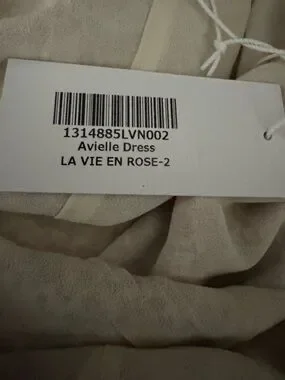 1314885LVN002
Avielle Dress
LA VIE EN ROSE-2